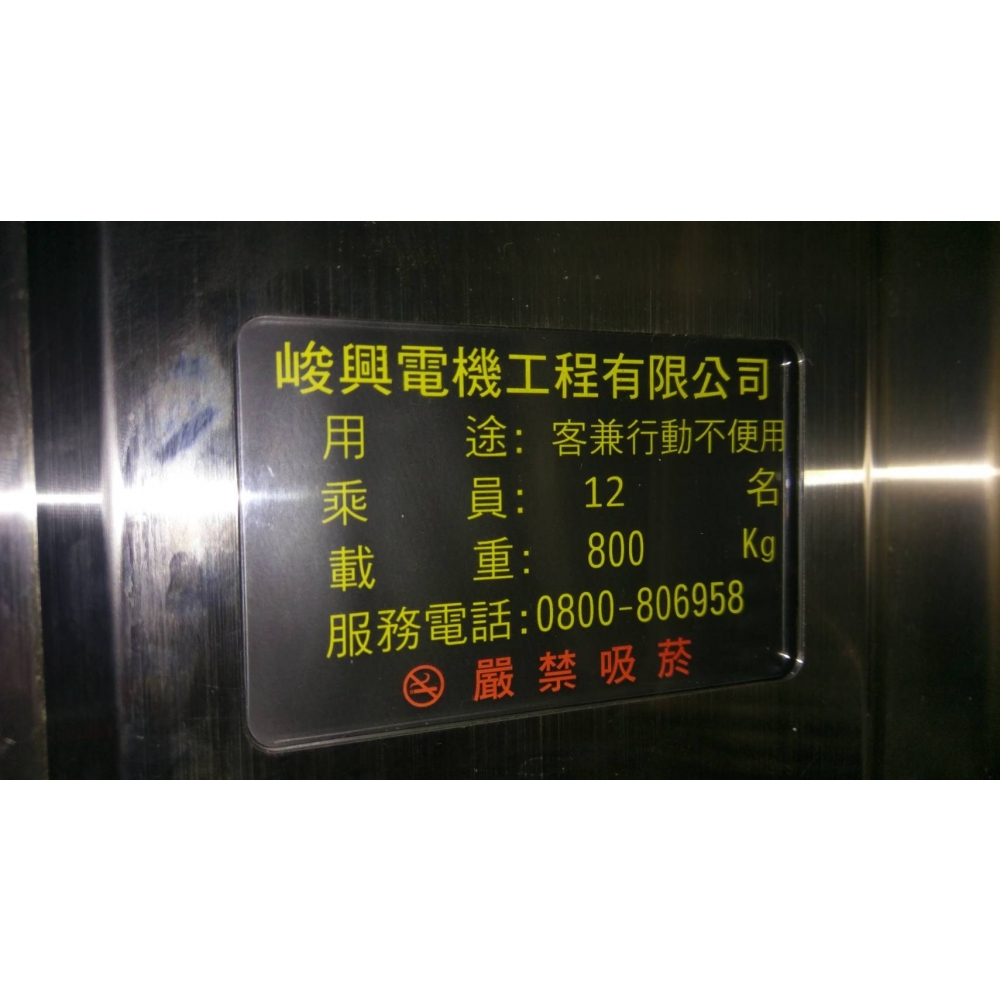 峻興電機工程有限公司
用 途: 客兼行動不便用
乘 員: 12 名
載 重: 800 Kg
服務電話:0800-806958
嚴禁吸菸